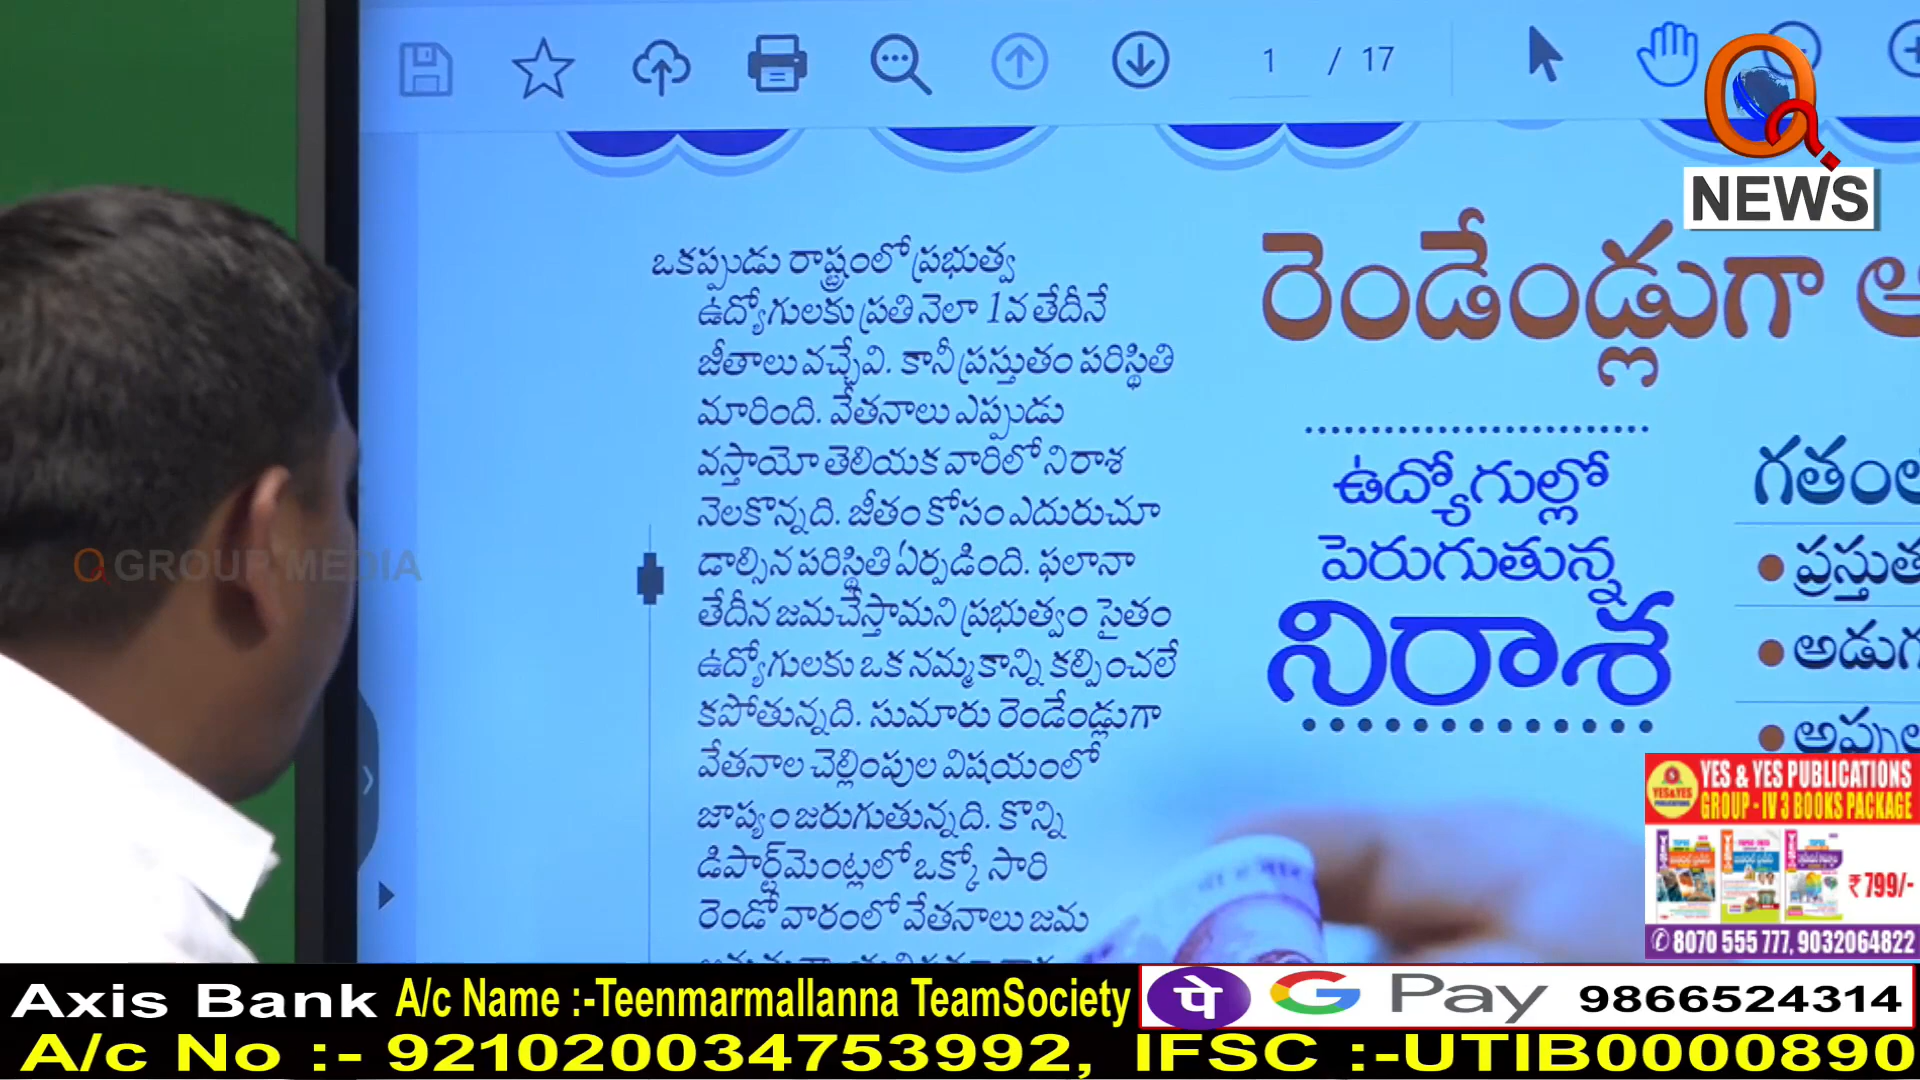 1 / 17
NEWS
ఒకప్పుడు రాష్ట్రంలో ప్రభుత్వ
ఉద్యోగులకు ప్రతి నెలా 1వ తేదీనే
జీతాలు వచ్చేవి. కానీ ప్రస్తుతం పరిస్థితి
మారింది. వేతనాలు ఎప్పుడు
వస్తాయో తెలియక వారిలో నిరాశ
నెలకొన్నది. జీతం కోసం ఎదురుచూ
డాల్సిన పరిస్థితి ఏర్పడింది. ఫలానా
తేదీన జమచేస్తామని ప్రభుత్వం సైతం
ఉద్యోగులకు ఒక నమ్మకాన్ని కల్పించలే
కపోతున్నది. సుమారు రెండేండ్లుగా
వేతనాల చెల్లింపుల విషయంలో
జాప్యం జరుగుతున్నది. కొన్ని
డిపార్ట్‌మెంట్లలో ఒక్కో సారి
రెండో వారంలో వేతనాలు జమ
రెండేండ్లుగా
ఉద్యోగుల్లో
పెరుగుతున్న
నిరాశ
GROUP MEDIA
YES & YES PUBLICATIONS
GROUP - IV 3 BOOKS PACKAGE
YES&YES
₹799/-
8070 555 777, 9032064822
Axis Bank A/c Name :-Teenmarmallanna TeamSociety
पे G Pay 9866524314
A/c No :- 921020034753992, IFSC :-UTIB0000890